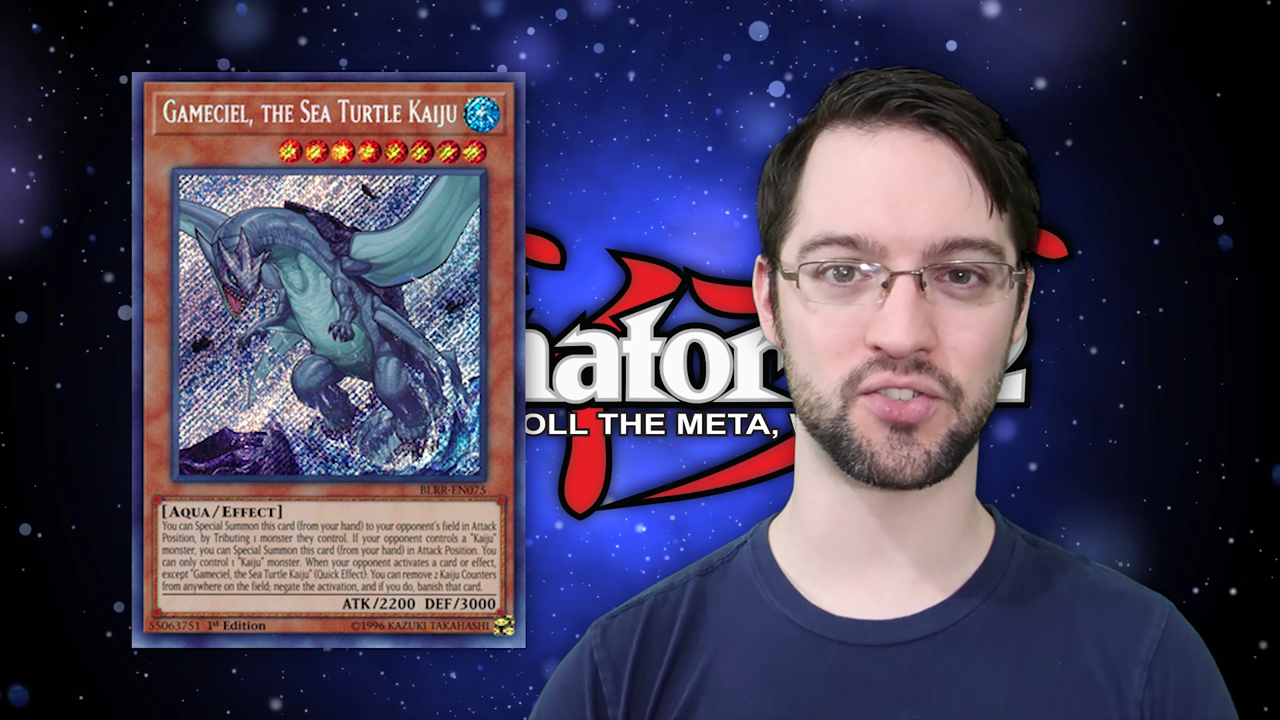 GAMECIEL, THE SEA TURTLE KAIJU
BLRR-EN075
[AQUA/EFFECT]
You can Special Summon this card (from your hand) to your opponent's field in Attack
Position, by Tributing 1 monster they control. If your opponent controls a "Kaiju"
monster, you can Special Summon this card (from your hand) in Attack Position. You
can only control 1 "Kaiju" monster. When your opponent activates a card or effect,
except "Gameciel, the Sea Turtle Kaiju" (Quick Effect): You can remove 2 Kaiju Counters
from anywhere on the field; negate the activation, and if you do, banish that card.
ATK/2200 DEF/3000
55063751 1st Edition ©1996 KAZUKI TAKAHASHI
nator 2
OLL THE META,